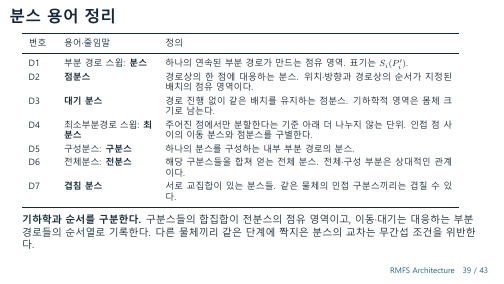 분스 용어 정리
번호 용어·줄임말 정의
D1 부분 경로 스윕: 분스 하나의 연속된 부분 경로가 만드는 점유 영역. 표기는
D2 점분스 경로상의 한 점에 대응하는 분스. 위치·방향과 경로상의 순서가 지정된
배치의 점유 영역이다.
D3 대기 분스 경로 진행 없이 같은 배치를 유지하는 점분스. 기하학적 영역은 몸체 크
기로 남는다.
D4 최소부분경로 스윕: 최
분스
주어진 점에서만 분할한다는 기준 아래 더 나누지 않는 단위. 인접 점 사
이의 이동 분스와 점분스를 구별한다.
D5 구성분스: 구분스 하나의 분스를 구성하는 내부 부분 경로의 분스.
D6 전체분스: 전분스 해당 구분스들을 합쳐 얻는 전체 분스. 전체·구성 부분은 상대적인 관계
이다.
D7 겹침 분스 서로 교집합이 있는 분스들. 같은 물체의 인접 구분스끼리는 겹칠 수 있
다.
기하학과 순서를 구분한다. 구분스들의 합집합이 전분스의 점유 영역이고, 이동·대기는 대응하는 부분
경로들의 순서열로 기록한다. 다른 물체끼리 같은 단계에 짝지은 분스의 교차는 무간섭 조건을 위반한
다.
RMFS Architecture 39 / 43